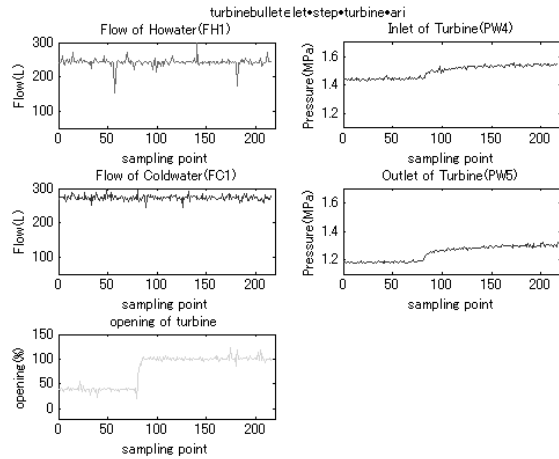 turbinebulletεlet•step•turbine•ari
Flow of Howater(FH1)
300
200
100
Flow(L)
0 50 100 150 200
sampling point
Inlet of Turbine(PW4)
1.6
1.4
1.2
Pressure(MPa)
0 50 100 150 200
sampling point
Flow of Coldwater(FC1)
300
200
100
Flow(L)
0 50 100 150 200
sampling point
Outlet of Turbine(PW5)
1.6
1.4
1.2
Pressure(MPa)
0 50 100 150 200
sampling point
opening of turbine
150
100
50
0
opening(%)
0 50 100 150 200
sampling point